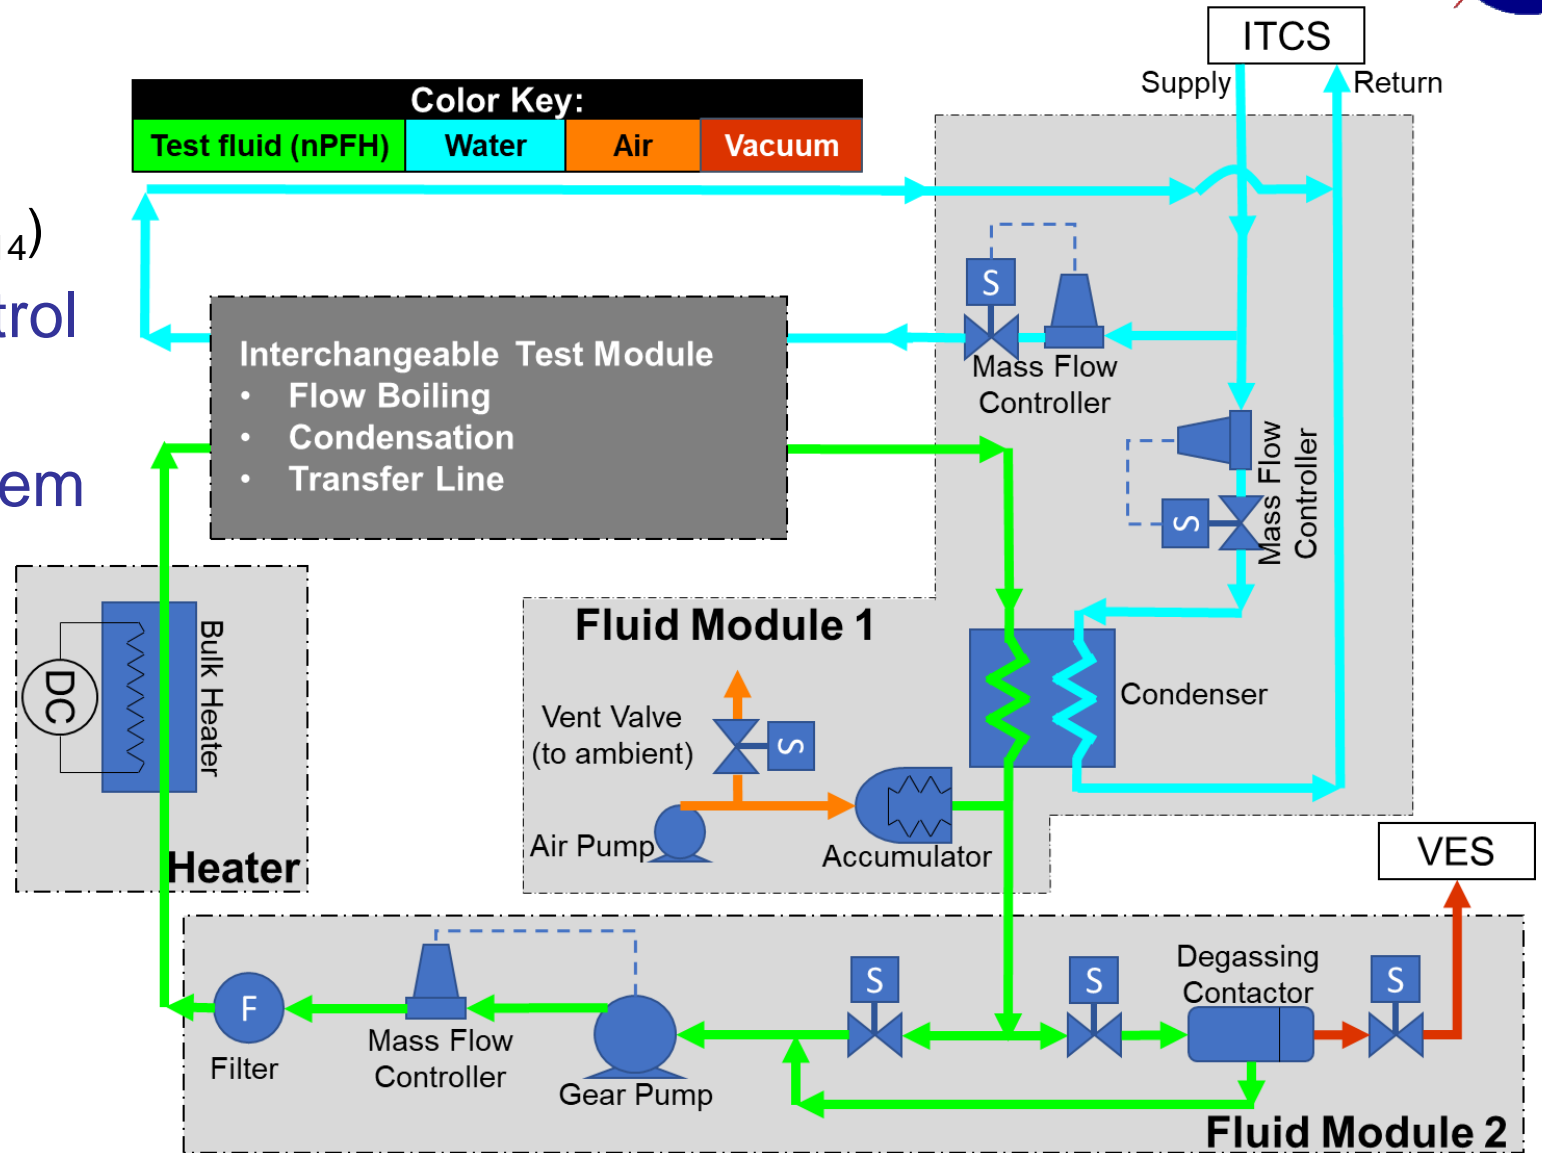 ITCS
Supply
Return
Color Key:
Test fluid (nPFH)
Water
Air
Vacuum
4)
trol
em
S
Mass Flow
Controller
Interchangeable Test Module
• Flow Boiling
• Condensation
• Transfer Line
S
Mass Flow
Controller
Fluid Module 1
Condenser
Vent Valve
(to ambient)
S
Air Pump
Accumulator
DC
Bulk Heater
Heater
VES
F
Filter
Mass Flow
Controller
Gear Pump
S
S
Degassing
Contactor
S
Fluid Module 2